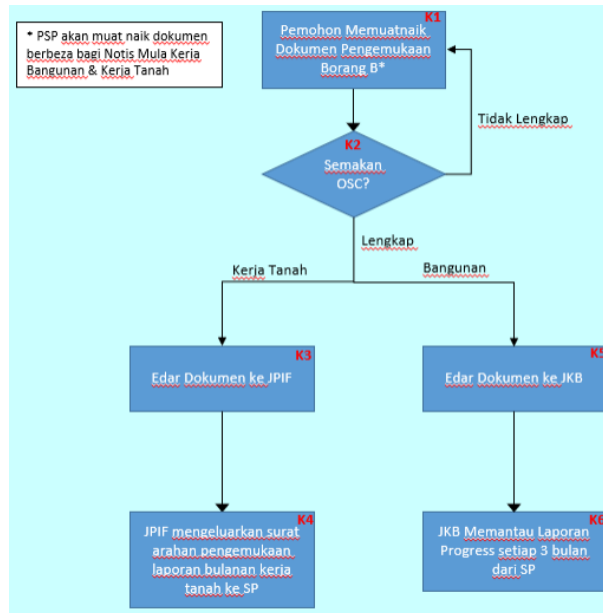 * PSP akan muat naik dokumen
berbeza bagi Notis Mula Kerja
Bangunan & Kerja Tanah
K1
Pemohon Memuatnaik
Dokumen Pengemukaan
Borang B*
Tidak Lengkap
K2
Semakan
OSC?
Lengkap
Kerja Tanah
Bangunan
K3
Edar Dokumen ke JPIF
K5
Edar Dokumen ke JKB
K4
JPIF mengeluarkan surat
arahan pengemukaan
laporan bulanan kerja
tanah ke SP
K6
JKB Memantau Laporan
Progress setiap 3 bulan
dari SP